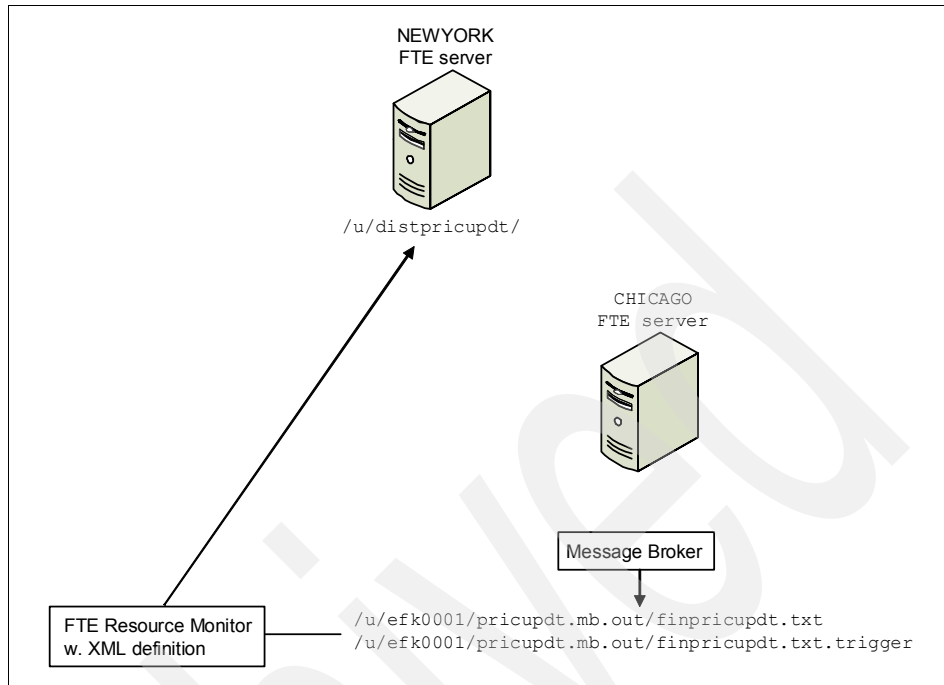 NEWYORK
FTE server
/u/distpricupdt/
CHICAGO
FTE server
Message Broker
FTE Resource Monitor
w. XML definition
/u/efk0001/pricupdt.mb.out/finpricupdt.txt
/u/efk0001/pricupdt.mb.out/finpricupdt.txt.trigger